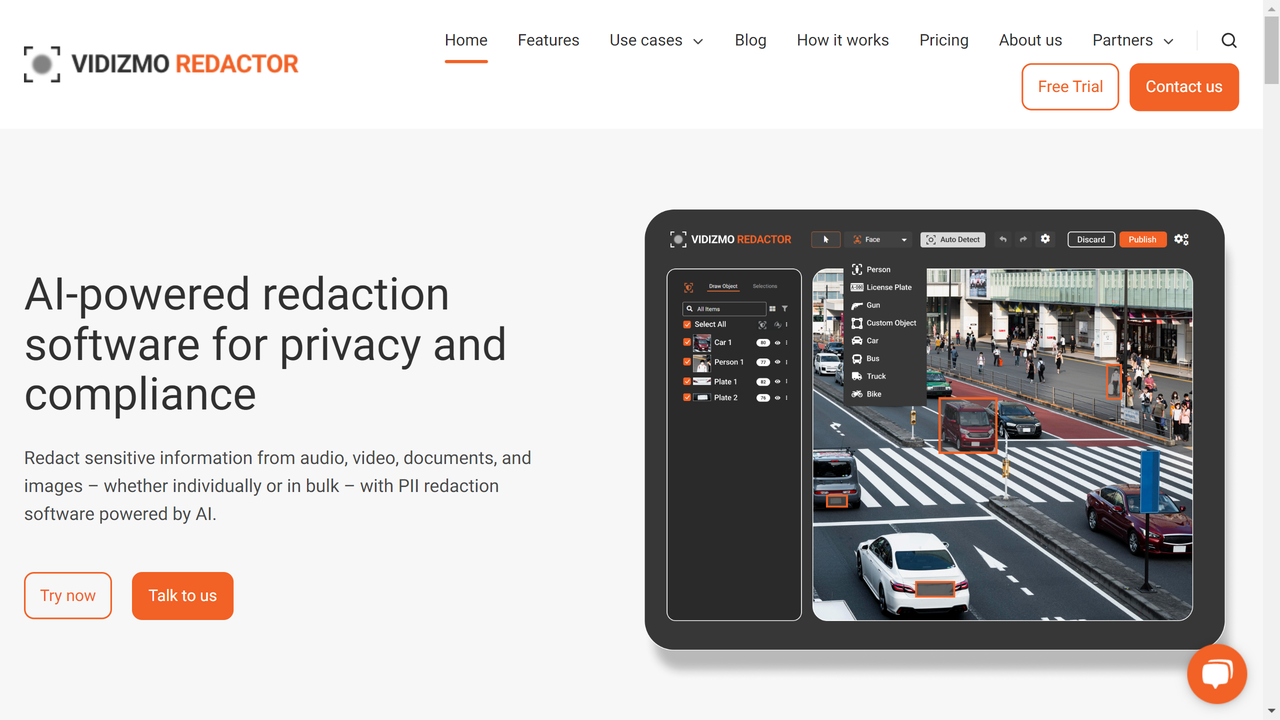 VIDIZMO REDACTOR
Home Features Use cases Blog How it works Pricing About us Partners
Free Trial Contact us
AI-powered redaction
software for privacy and
compliance
Redact sensitive information from audio, video, documents, and
images – whether individually or in bulk – with PII redaction
software powered by AI.
Try now Talk to us
VIDIZMO REDACTOR Face Auto Detect Discard Publish
Draw Object Selections
All Items
Select All
Car 1 80
Person 1 77
Plate 1 82
Plate 2 76
Person
License Plate
Gun
Custom Object
Car
Bus
Truck
Bike